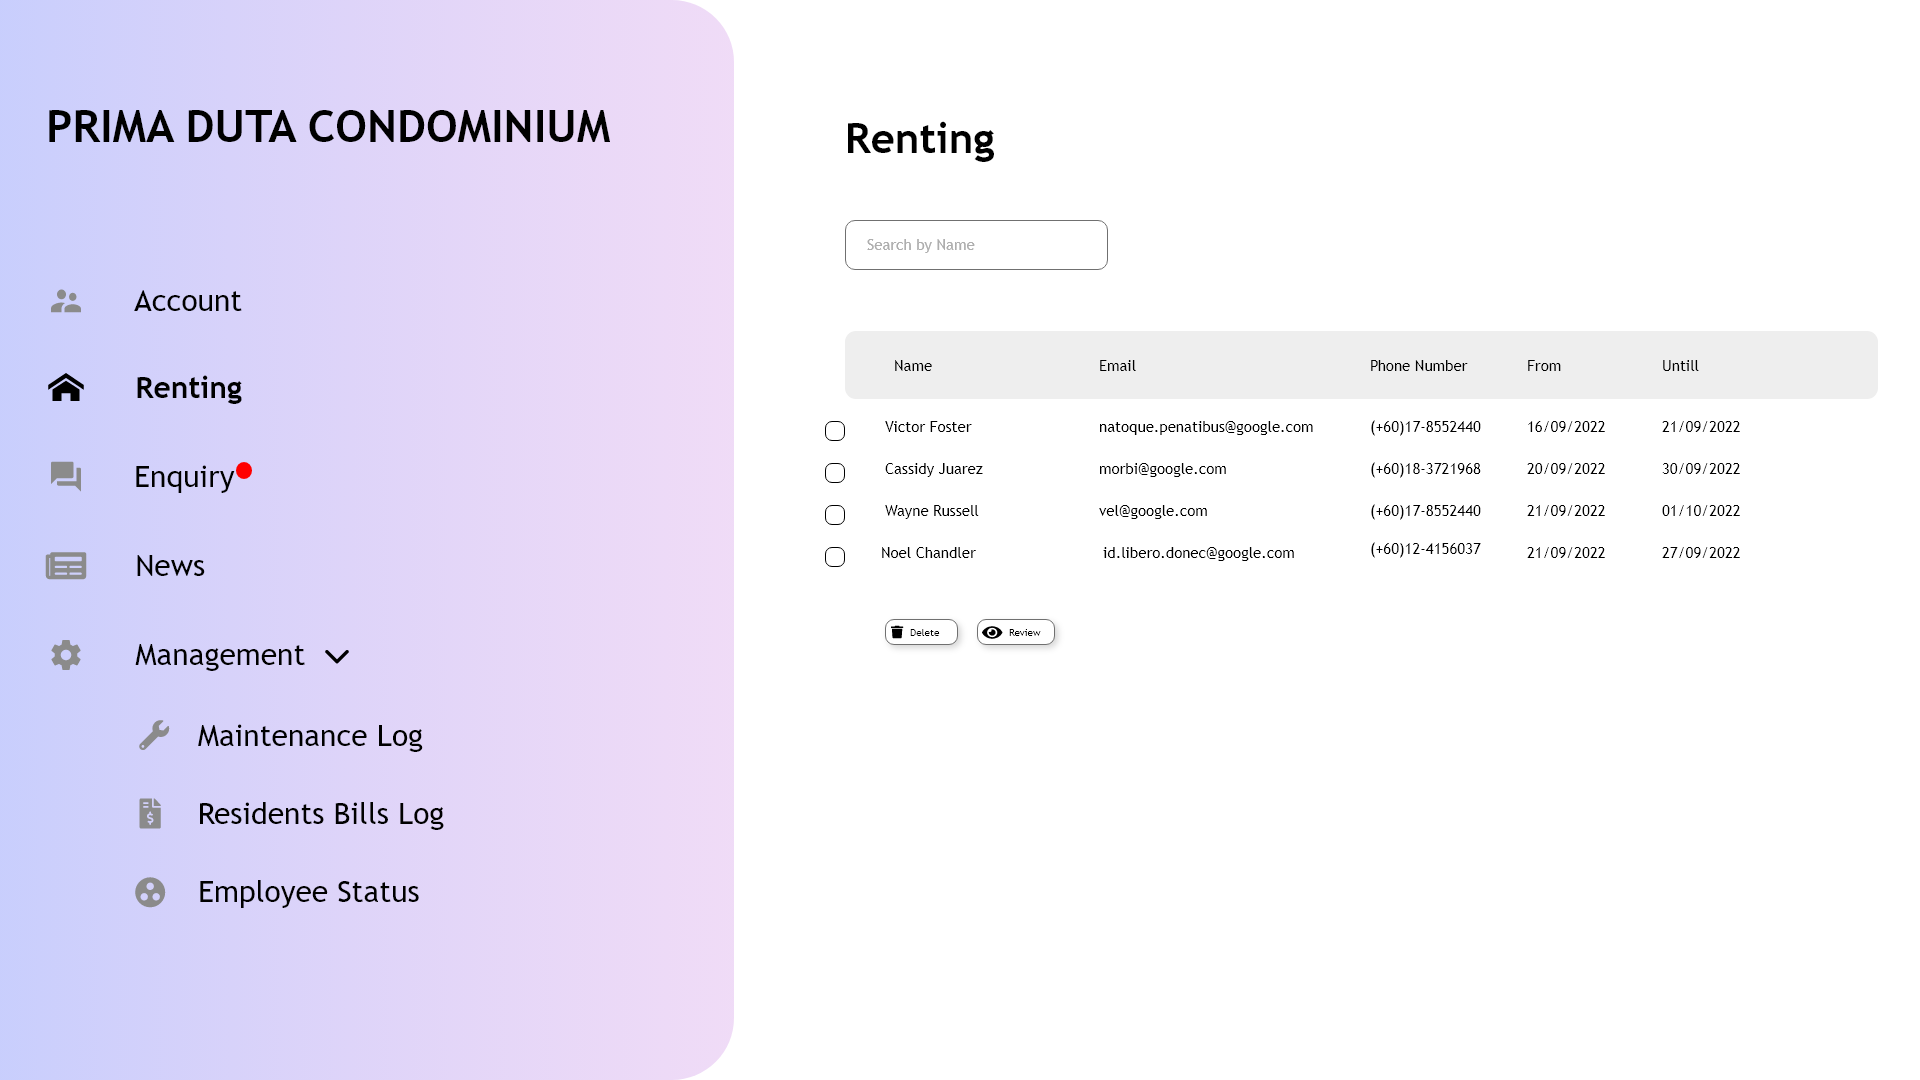 PRIMA DUTA CONDOMINIUM
Account
Renting
Enquiry
News
Management
Maintenance Log
Residents Bills Log
Employee Status
Renting
Search by Name
Name Email Phone Number From Untill
Victor Foster natoque.penatibus@google.com (+60)17-8552440 16/09/2022 21/09/2022
Cassidy Juarez morbi@google.com (+60)18-3721968 20/09/2022 30/09/2022
Wayne Russell vel@google.com (+60)17-8552440 21/09/2022 01/10/2022
Noel Chandler id.libero.donec@google.com (+60)12-4156037 21/09/2022 27/09/2022
Delete Review